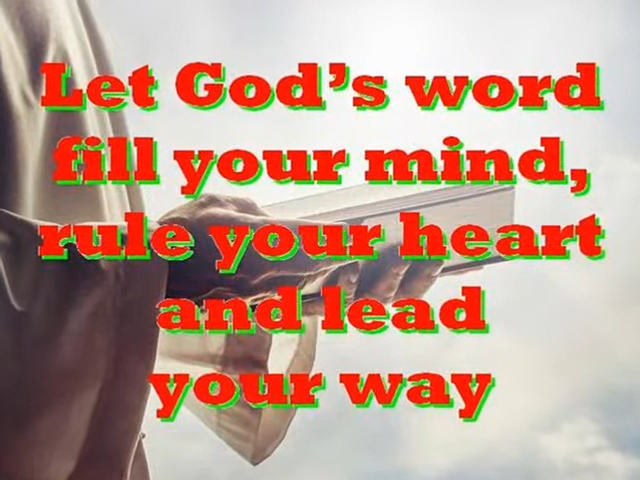 Let God’s word
fill your mind,
rule your heart
and lead
your way